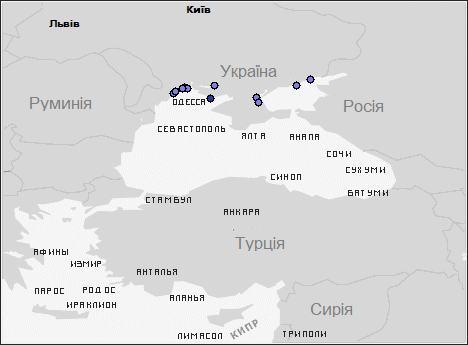 Київ
Львів
Україна
Руминія
ОДЕССА
Росія
СЕВАСТОПОЛЬ
ЯЛТА
АНАПА
СОЧИ
СУХУМИ
СИНОП
БАТУМИ
СТАМБУЛ
АНКАРА
Турція
АФИНЫ
ИЗМИР
АНТАЛЬЯ
ПАРОС
РОДОС
АЛАНЬЯ
ИРАКЛИОН
Сирія
КИПР
ЛИМАСОЛ
ТРИПОЛИ